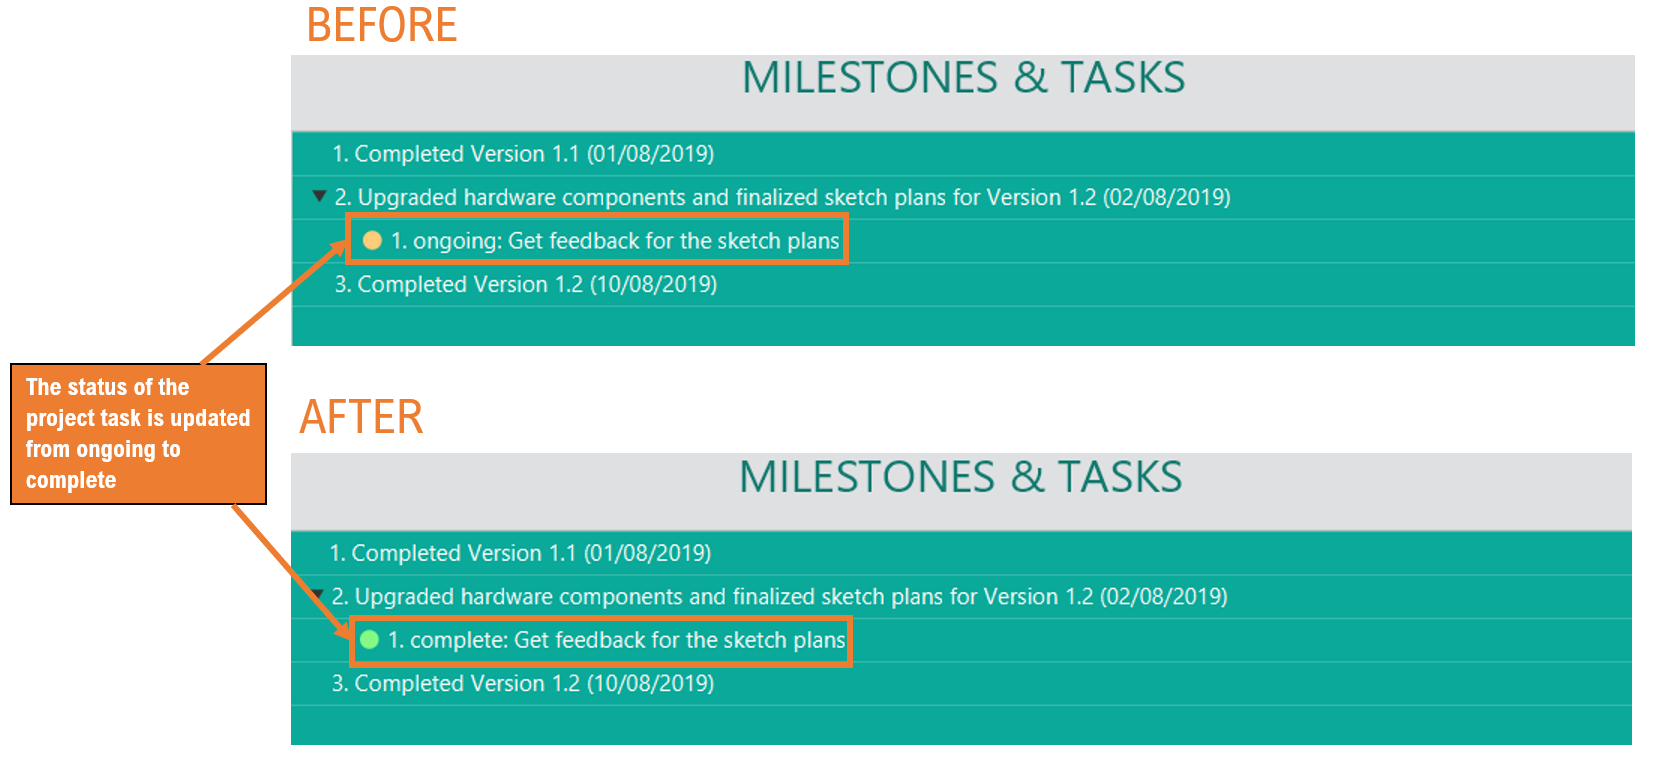 BEFORE
MILESTONES & TASKS
1. Completed Version 1.1 (01/08/2019)
2. Upgraded hardware components and finalized sketch plans for Version 1.2 (02/08/2019)
1. ongoing: Get feedback for the sketch plans
3. Completed Version 1.2 (10/08/2019)
The status of the
project task is updated
from ongoing to
complete
AFTER
MILESTONES & TASKS
1. Completed Version 1.1 (01/08/2019)
2. Upgraded hardware components and finalized sketch plans for Version 1.2 (02/08/2019)
1. complete: Get feedback for the sketch plans
3. Completed Version 1.2 (10/08/2019)